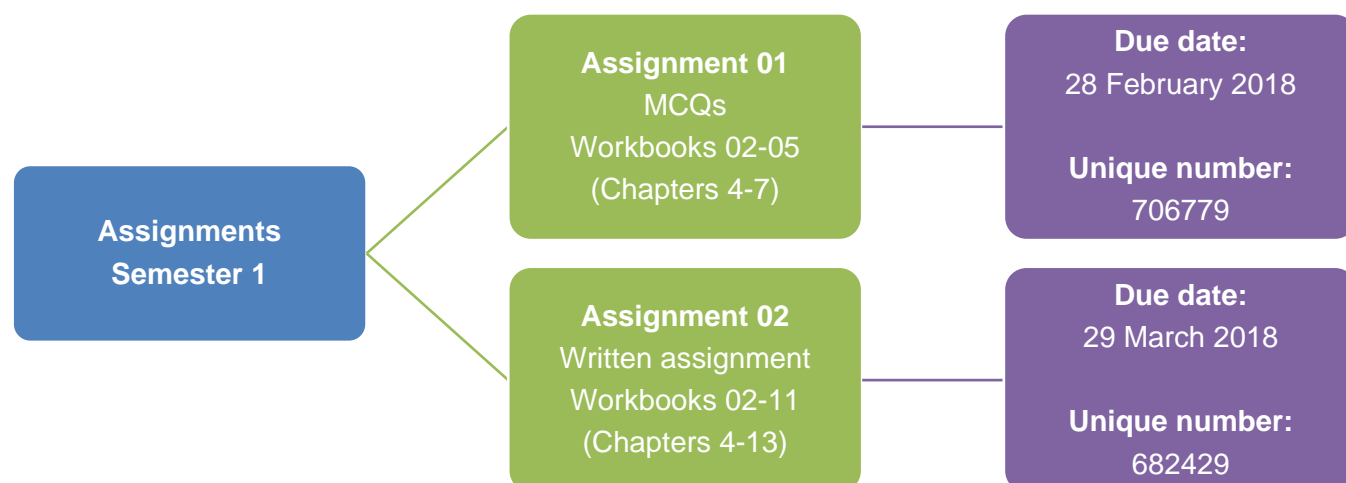 Assignments
Semester 1
Assignment 01
MCQs
Workbooks 02-05
(Chapters 4-7)
Due date:
28 February 2018
Unique number:
706779
Assignment 02
Written assignment
Workbooks 02-11
(Chapters 4-13)
Due date:
29 March 2018
Unique number:
682429